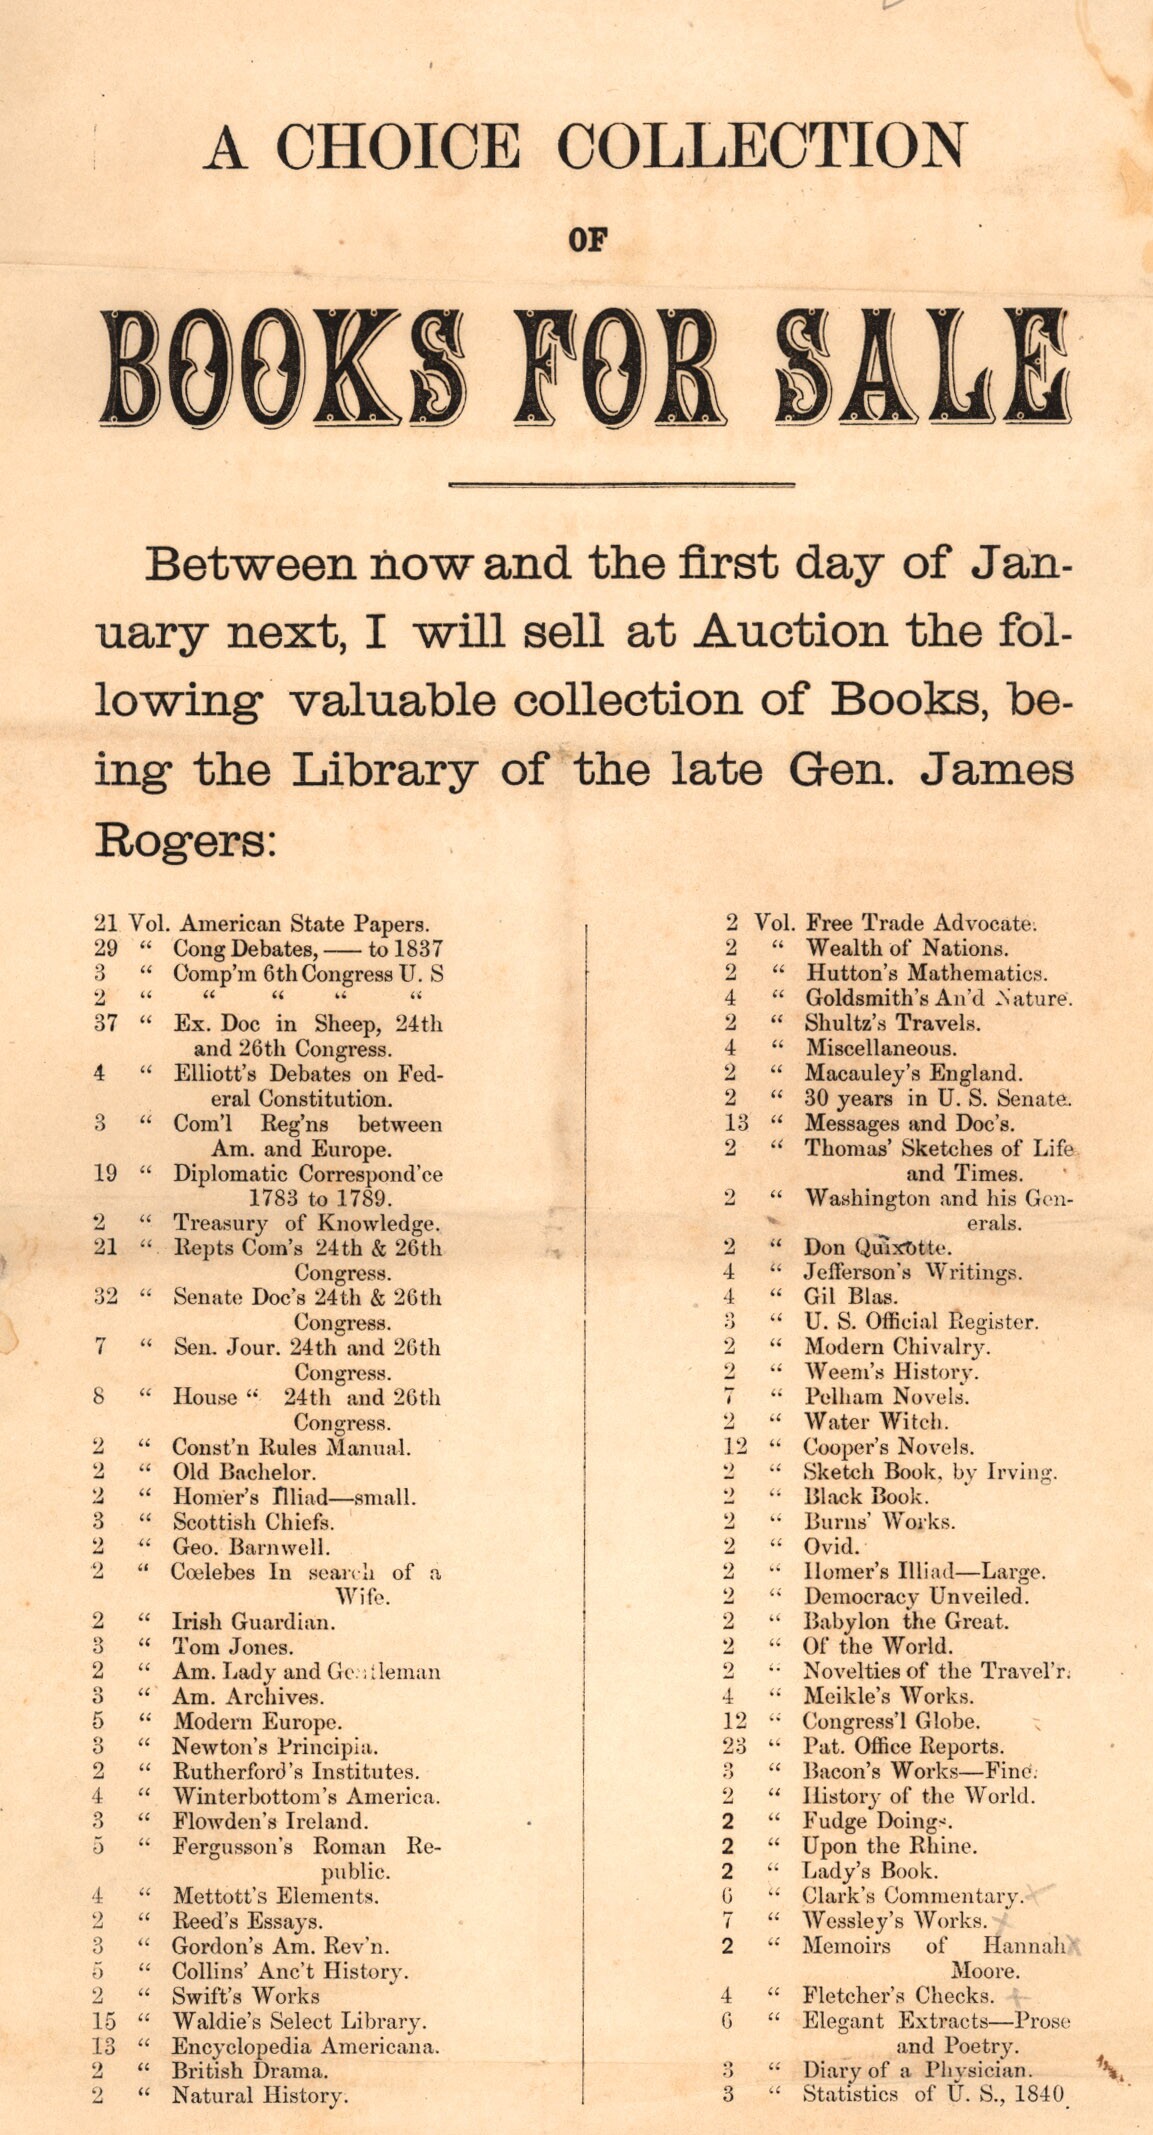 A CHOICE COLLECTION
OF
BOOKS FOR SALE
Between now and the first day of Jan-
uary next, I will sell at Auction the fol-
lowing valuable collection of Books, be-
ing the Library of the late Gen. James
Rogers:
21 Vol. American State Papers.
29 “ Cong Debates, — to 1837
3 “ Comp'm 6th Congress U. S
2 “ “ “ “ “
37 “ Ex. Doc in Sheep, 24th
and 26th Congress.
4 “ Elliott's Debates on Fed-
eral Constitution.
3 “ Com'l Reg'ns between
Am. and Europe.
19 “ Diplomatic Correspond'ce
1783 to 1789.
2 “ Treasury of Knowledge.
21 “ Repts Com's 24th & 26th
Congress.
32 “ Senate Doc's 24th & 26th
Congress.
7 “ Sen. Jour. 24th and 26th
Congress.
8 “ House “ 24th and 26th
Congress.
2 “ Const'n Rules Manual.
2 “ Old Bachelor.
2 “ Homer's Illiad—small.
3 “ Scottish Chiefs.
2 “ Geo. Barnwell.
2 “ Cœlebes In search of a
Wife.
2 “ Irish Guardian.
3 “ Tom Jones.
2 “ Am. Lady and Gentleman
3 “ Am. Archives.
5 “ Modern Europe.
3 “ Newton's Principia.
2 “ Rutherford's Institutes.
4 “ Winterbottom's America.
3 “ Flowden's Ireland.
5 “ Fergusson's Roman Re-
public.
4 “ Mettott's Elements.
2 “ Reed's Essays.
3 “ Gordon's Am. Rev'n.
5 “ Collins' Anc't History.
2 “ Swift's Works
15 “ Waldie's Select Library.
13 “ Encyclopedia Americana.
2 “ British Drama.
2 “ Natural History.
2 Vol. Free Trade Advocate.
2 “ Wealth of Nations.
2 “ Hutton's Mathematics.
4 “ Goldsmith's An'd Nature.
2 “ Shultz's Travels.
4 “ Miscellaneous.
2 “ Macauley's England.
2 “ 30 years in U. S. Senate.
13 “ Messages and Doc's.
2 “ Thomas' Sketches of Life
and Times.
2 “ Washington and his Gen-
erals.
2 “ Don Quixotte.
4 “ Jefferson's Writings.
4 “ Gil Blas.
3 “ U. S. Official Register.
2 “ Modern Chivalry.
2 “ Weem's History.
7 “ Pelham Novels.
2 “ Water Witch.
12 “ Cooper's Novels.
2 “ Sketch Book, by Irving.
2 “ Black Book.
2 “ Burns' Works.
2 “ Ovid.
2 “ Homer's Illiad—Large.
2 “ Democracy Unveiled.
2 “ Babylon the Great.
2 “ Of the World.
2 “ Novelties of the Travel'r.
4 “ Meikle's Works.
12 “ Congress'l Globe.
23 “ Pat. Office Reports.
3 “ Bacon's Works—Fine.
2 “ History of the World.
2 “ Fudge Doings.
2 “ Upon the Rhine.
2 “ Lady's Book.
6 “ Clark's Commentary.
7 “ Wessley's Works.
2 “ Memoirs of Hannah
Moore.
4 “ Fletcher's Checks.
6 “ Elegant Extracts—Prose
and Poetry.
3 “ Diary of a Physician.
3 “ Statistics of U. S., 1840.